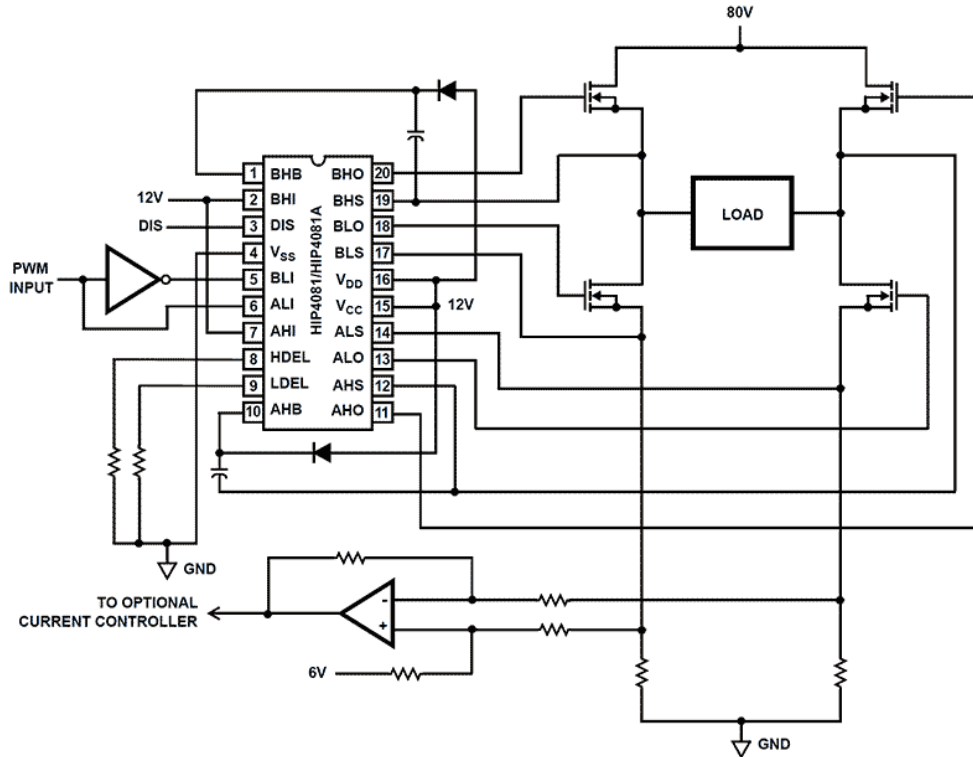 80V
1 BHB BHO 20
12V 2 BHI BHS 19
DIS 3 DIS BLO 18
4 VSS BLS 17
PWM
INPUT
5 BLI VDD 16
6 ALI VCC 15 12V
7 AHI ALS 14
8 HDEL ALO 13
9 LDEL AHS 12
10 AHB AHO 11
HIP4081/HIP4081A
LOAD
GND
TO OPTIONAL
CURRENT CONTROLLER
-
+
6V
GND